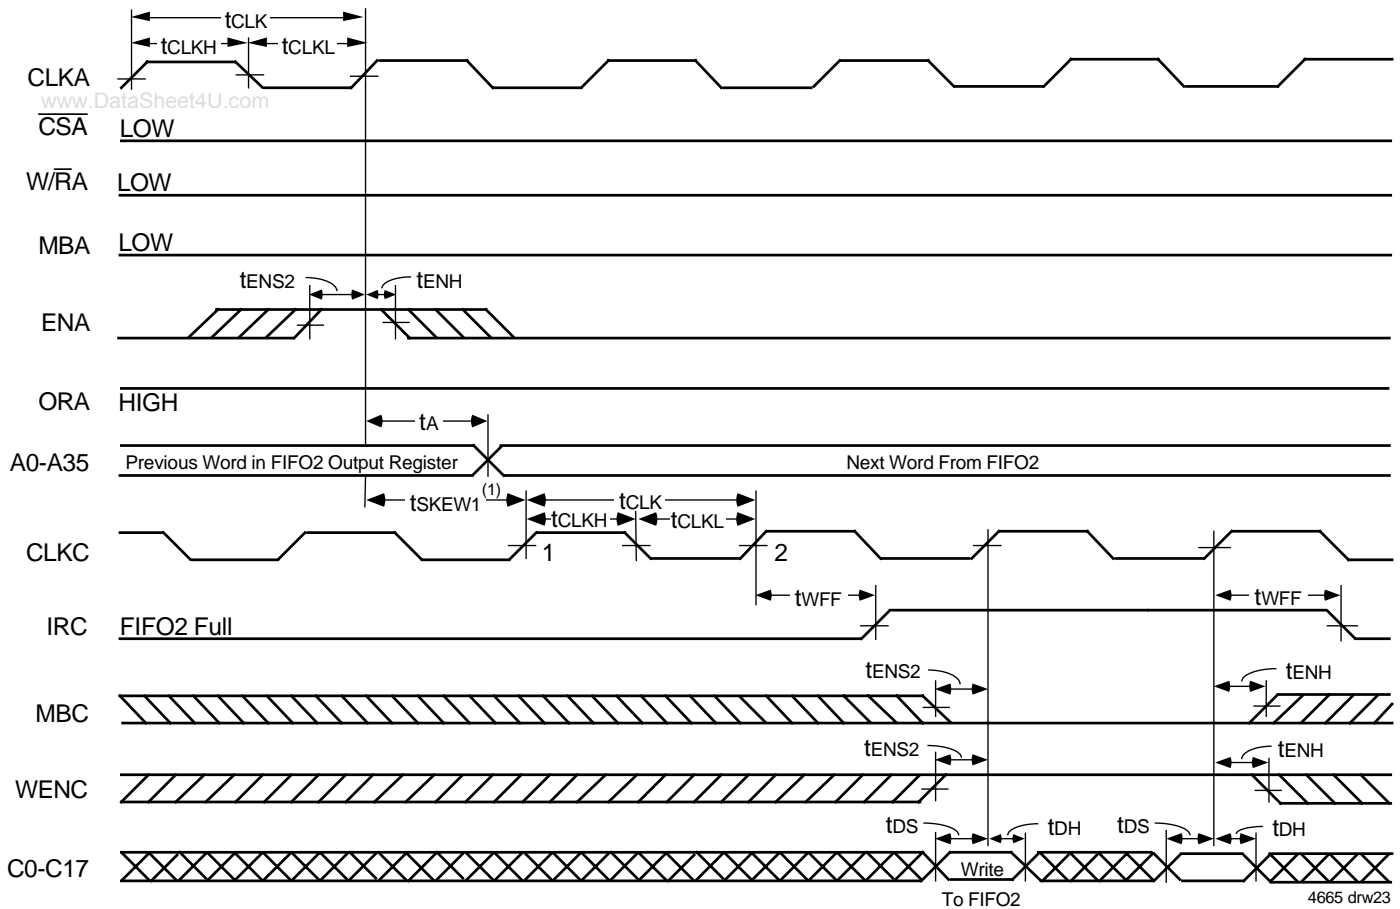 tCLK
tCLKH
tCLKL
CLKA
www.DataSheet4U.com
CSA LOW
W/RA LOW
MBA LOW
tENS2
tENH
ENA
ORA HIGH
tA
A0-A35 Previous Word in FIFO2 Output Register Next Word From FIFO2
tSKEW1(1)
tCLK
tCLKH
tCLKL
CLKC 1 2
tWFF
tWFF
IRC FIFO2 Full
tENS2
tENH
MBC
tENS2
tENH
WENC
tDS
tDH
tDS
tDH
C0-C17 Write
To FIFO2
4665 drw23